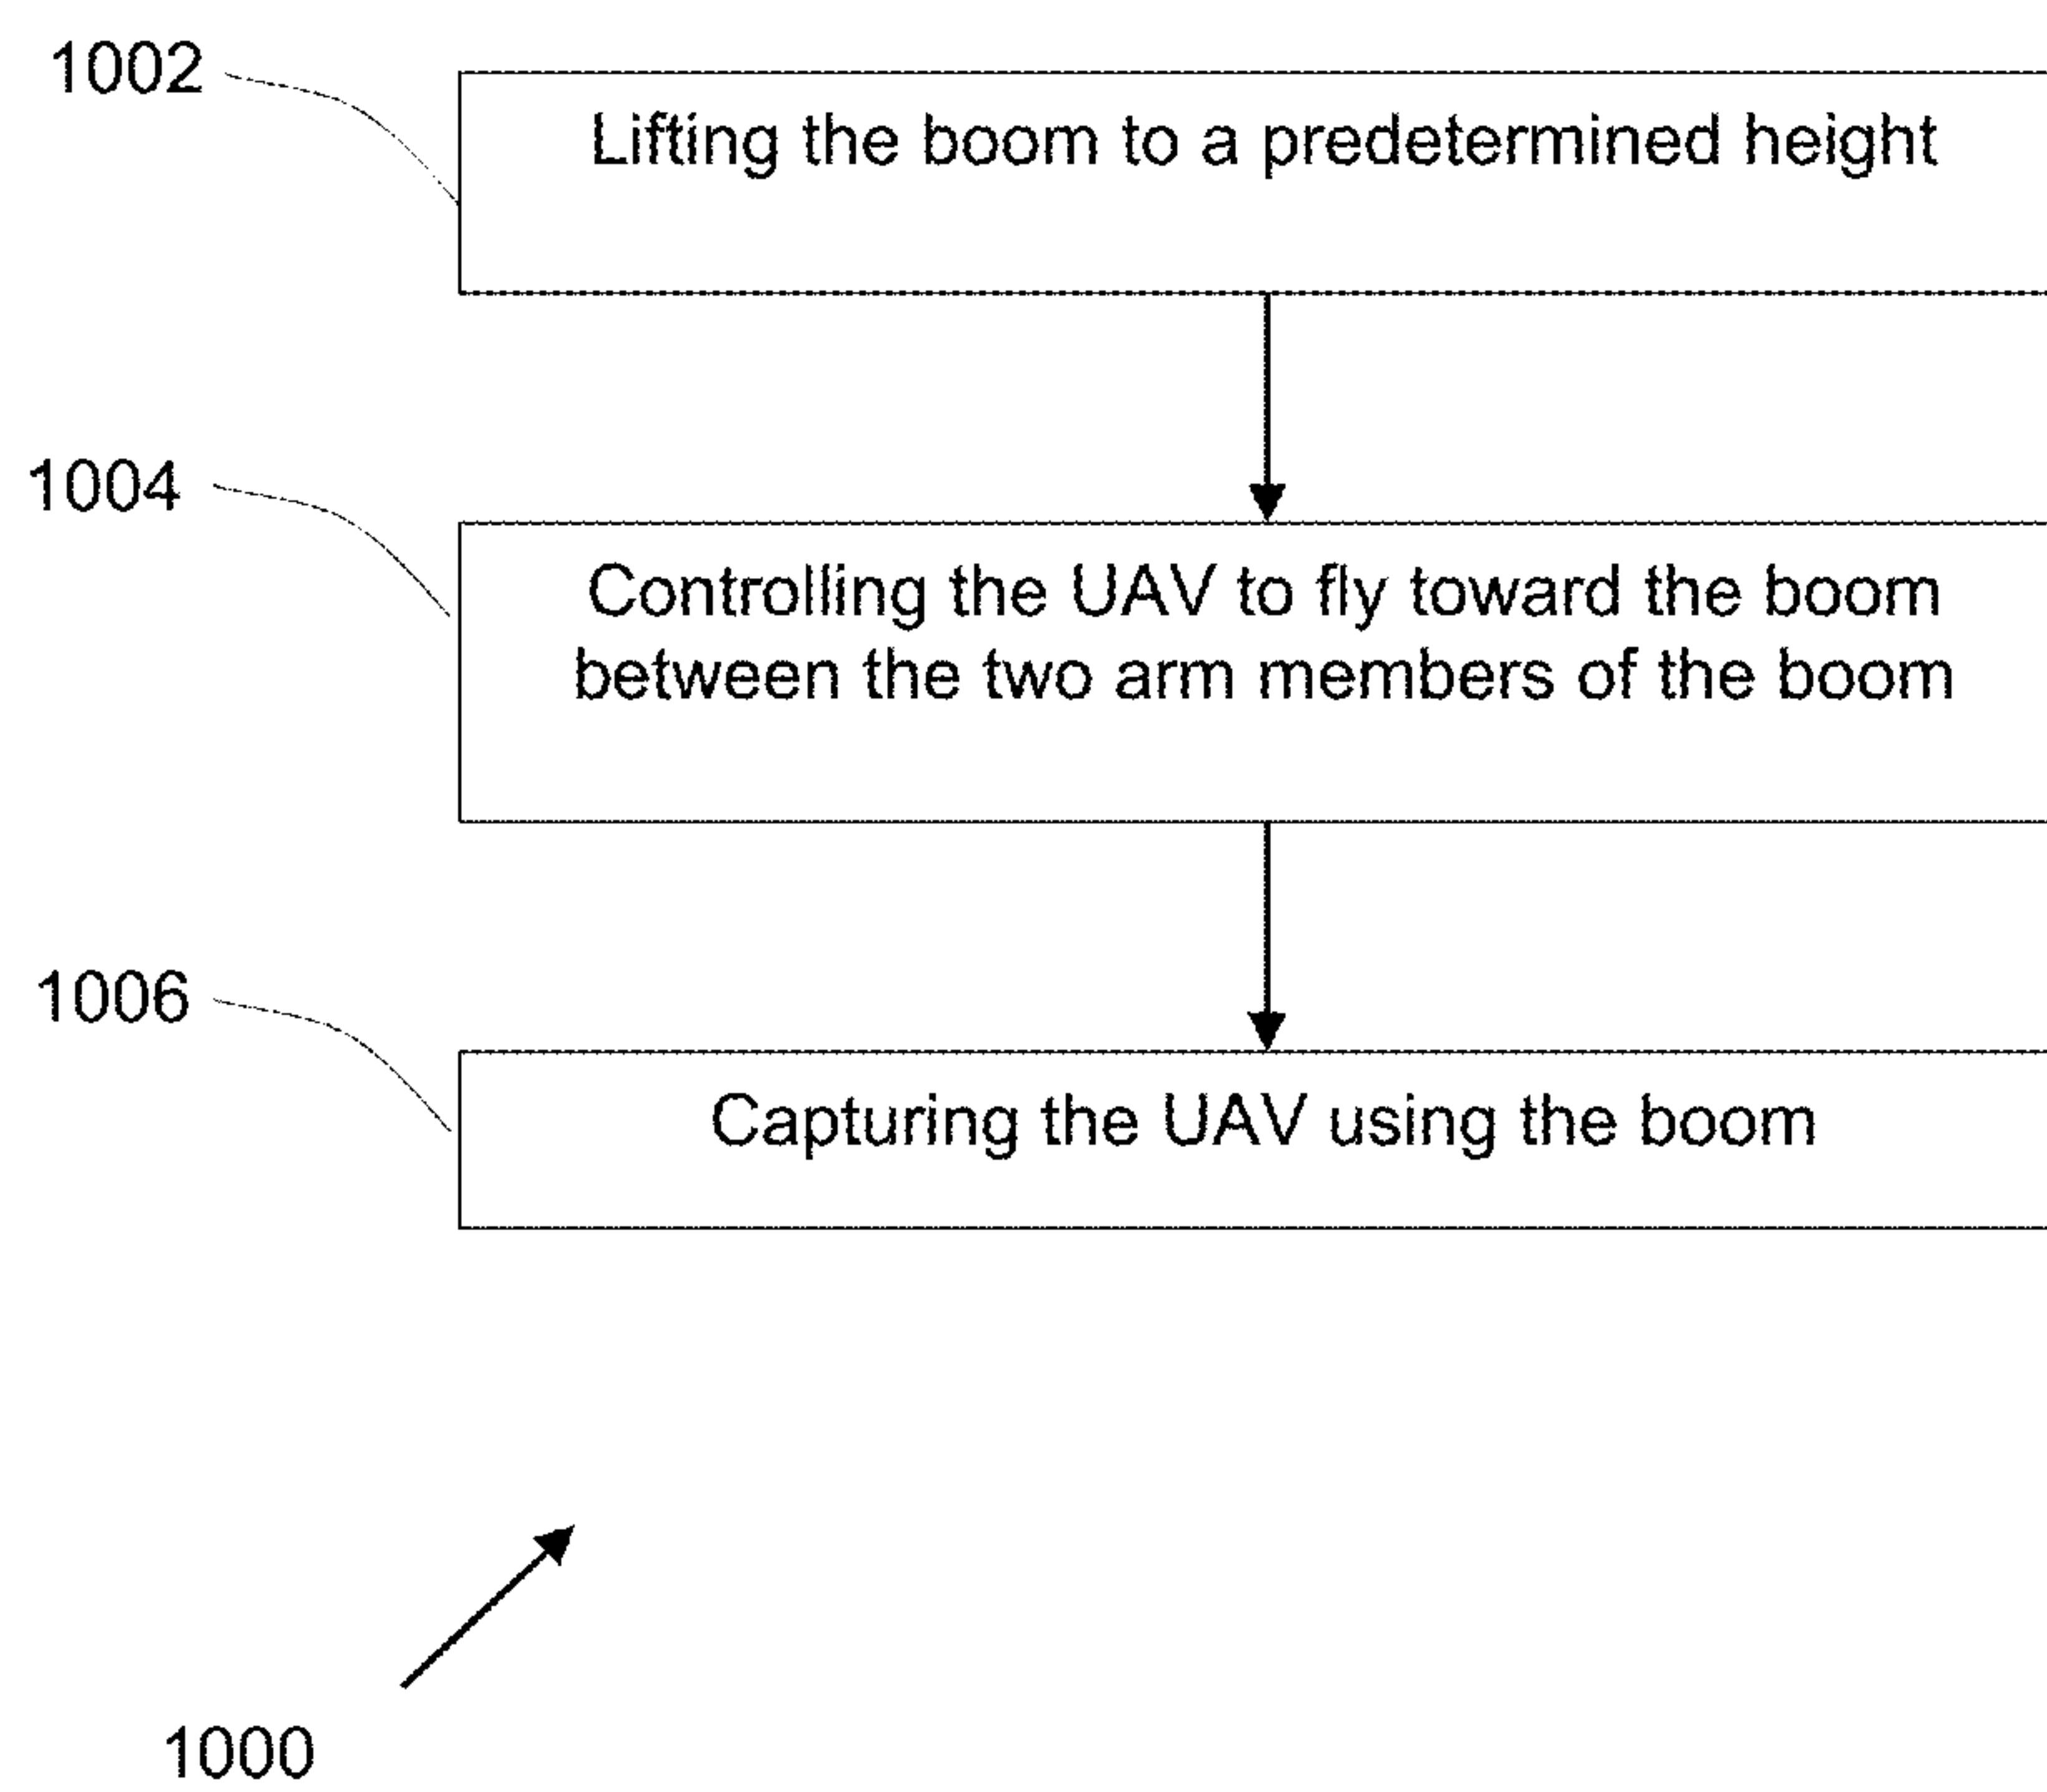 1002
Lifting the boom to a predetermined height
1004
Controlling the UAV to fly toward the boom
between the two arm members of the boom
1006
Capturing the UAV using the boom
1000